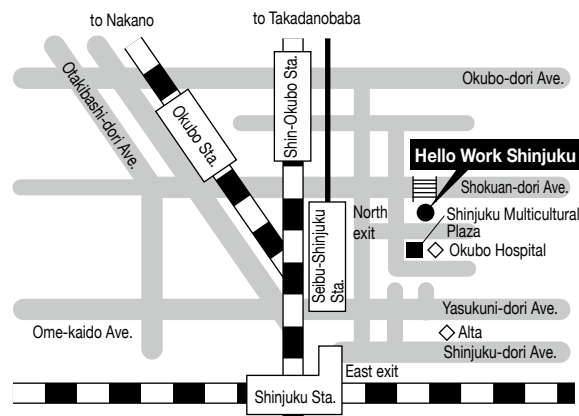 to Nakano
to Takadanobaba
Otakibashi-dori Ave.
Okubo Sta.
Shin-Okubo Sta.
Okubo-dori Ave.
Hello Work Shinjuku
Shokuan-dori Ave.
North
exit
Shinjuku Multicultural
Plaza
Seibu-Shinjuku
Sta.
Okubo Hospital
Yasukuni-dori Ave.
Ome-kaido Ave.
Alta
Shinjuku-dori Ave.
East exit
Shinjuku Sta.